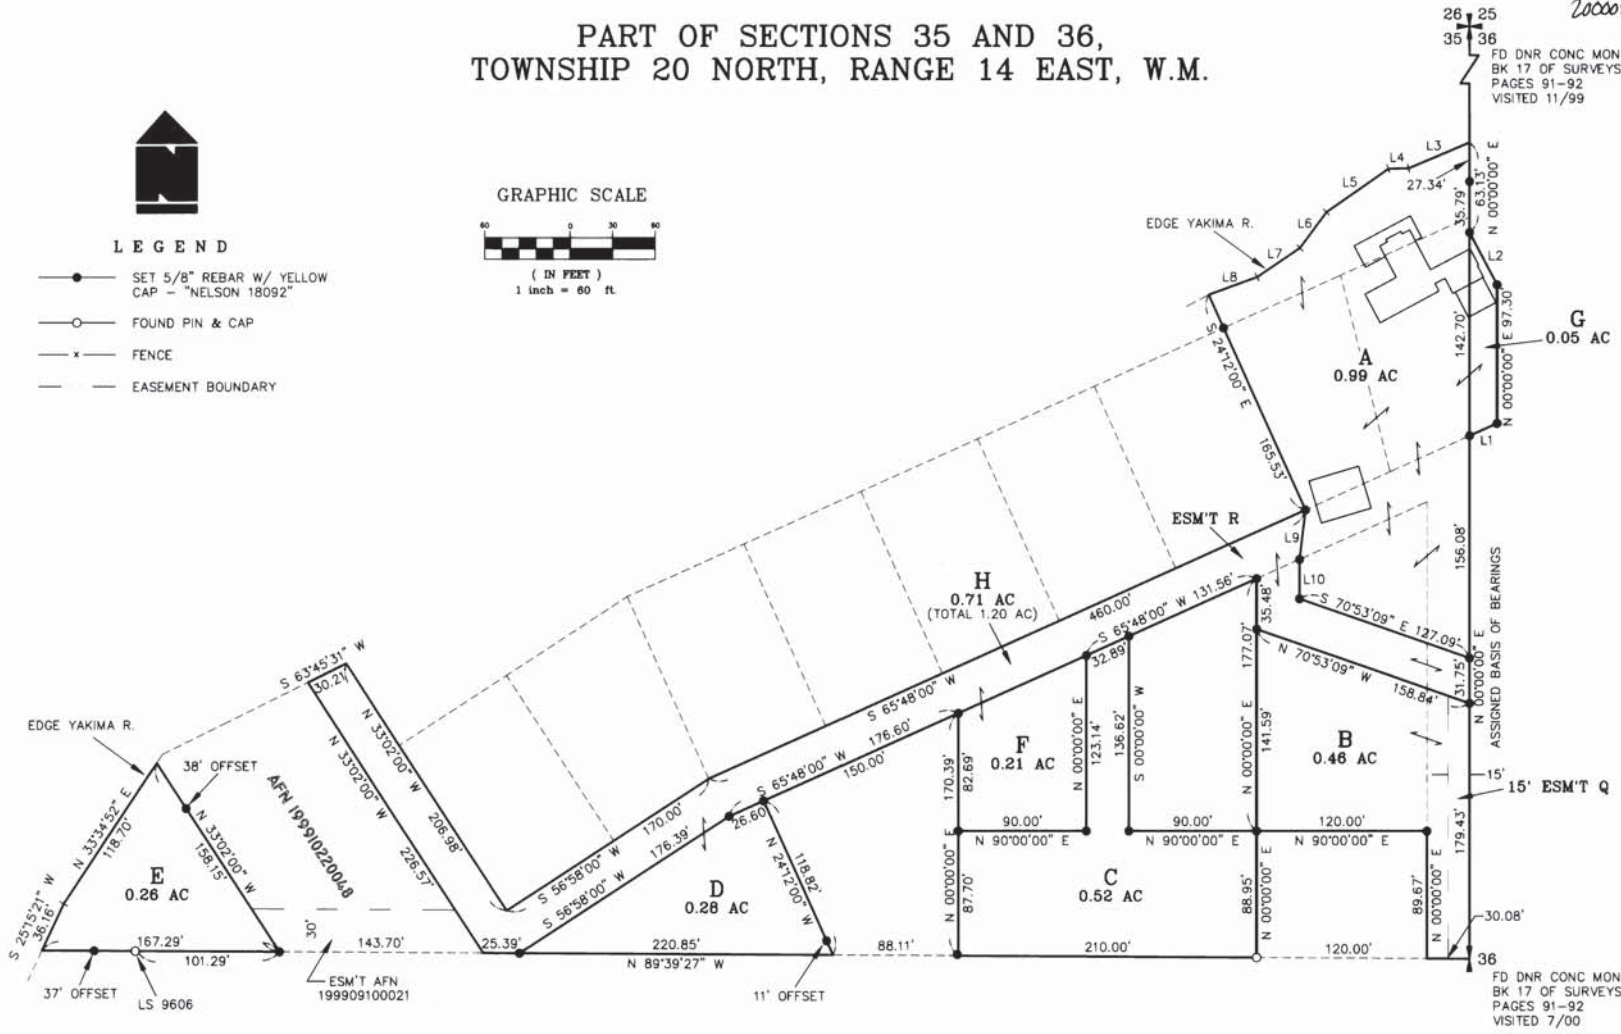 PART OF SECTIONS 35 AND 36,
TOWNSHIP 20 NORTH, RANGE 14 EAST, W.M.
26 25
35 36
FD DNR CONC MON
BK 17 OF SURVEYS
PAGES 91-92
VISITED 11/99
LEGEND
SET 5/8" REBAR W/ YELLOW
CAP - "NELSON 18092"
FOUND PIN & CAP
x FENCE
EASEMENT BOUNDARY
GRAPHIC SCALE
60 0 30 60
( IN FEET )
1 inch = 60 ft.
EDGE YAKIMA R.
L8
L7
L6
L5
L4
L3
27.34'
35.79'
63.13'
N 00'00'00" E
L2
142.70'
N 00'00'00" E 97.30'
G
0.05 AC
A
0.99 AC
L1
S 24'12'00" E
165.53'
ESM'T R
L9
L10
156.08'
ASSIGNED BASIS OF BEARINGS
H
0.71 AC
(TOTAL 1.20 AC)
460.00'
S 65'48'00" W
S 65'48'00" W 131.56'
32.89'
35.48'
177.07'
S 70'53'09" E 127.09'
N 70'53'09" W
158.84'
31.75'
N 00'00'00" E
S 63'45'31" W
30.21'
N 33'02'00" W
206.98'
N 33'02'00" W
226.57'
S 65'48'00" W 176.60'
150.00'
26.60'
170.00'
S 56'58'00" W
176.39'
S 56'58'00" W
170.39'
82.69'
F
0.21 AC
N 00'00'00" E
123.14'
136.62'
S 00'00'00" W
N 00'00'00" E
141.59'
B
0.46 AC
15'
15' ESM'T Q
EDGE YAKIMA R.
38' OFFSET
AFN 199910220048
N 33'34'52" E
118.70'
N 33'02'00" W
158.15'
E
0.26 AC
S 25'15'21" W
36.16'
167.29'
101.29'
37' OFFSET
LS 9606
30'
143.70'
ESM'T AFN
199909100021
25.39'
D
0.28 AC
118.82'
N 24'12'00" W
220.85'
N 89'39'27" W
11' OFFSET
88.11'
90.00'
N 90'00'00" E
90.00'
N 90'00'00" E
120.00'
N 90'00'00" E
N 00'00'00" E
87.70'
C
0.52 AC
88.95'
N 00'00'00" E
210.00'
120.00'
89.67'
N 00'00'00" E
179.43'
30.08'
36
FD DNR CONC MON
BK 17 OF SURVEYS
PAGES 91-92
VISITED 7/00